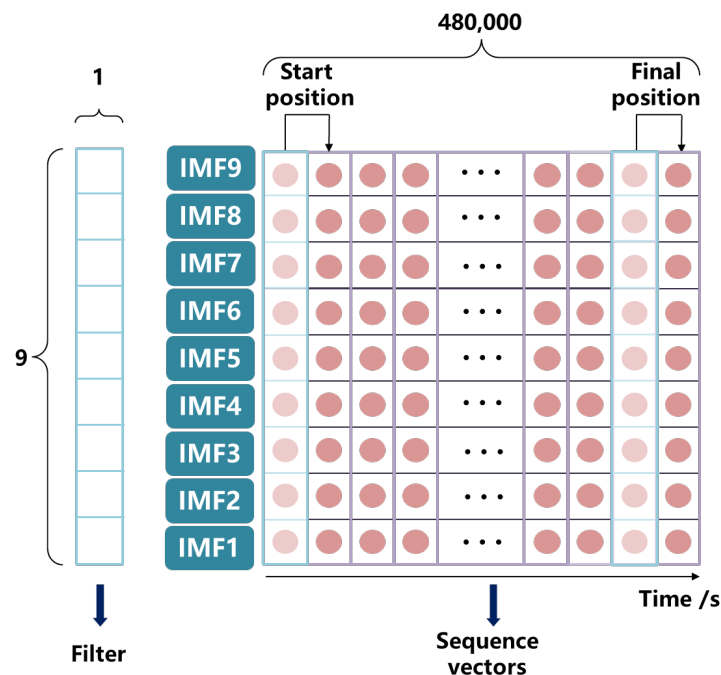 480,000
1
Start
position
Final
position
IMF9
IMF8
IMF7
IMF6
9
IMF5
IMF4
IMF3
IMF2
IMF1
Time /s
Filter
Sequence
vectors